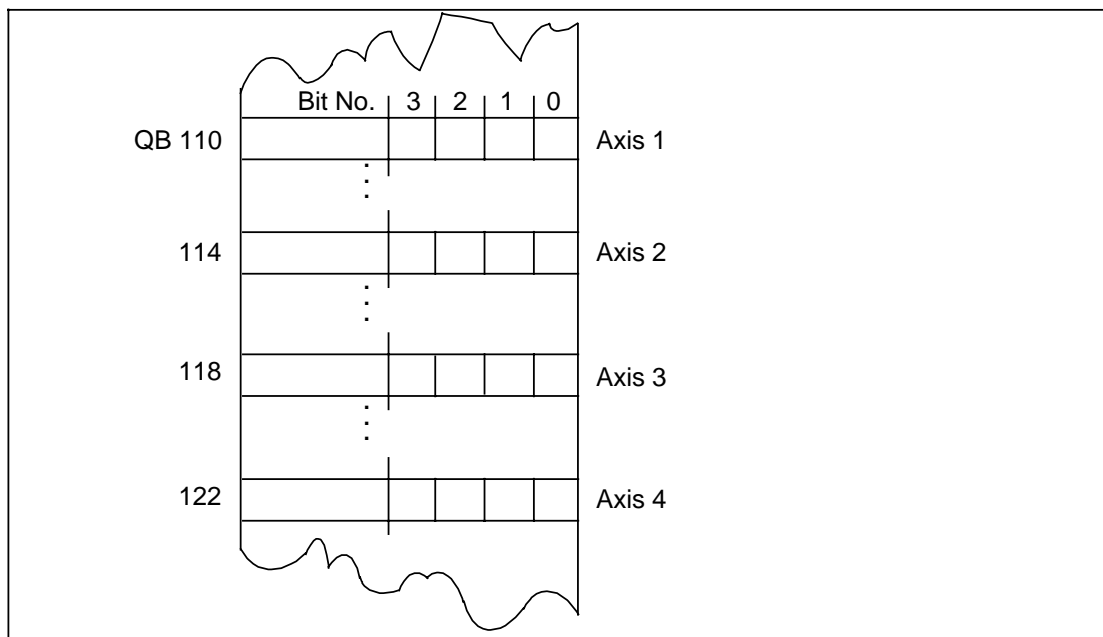 Bit No. 3 2 1 0
QB 110 Axis 1
114 Axis 2
118 Axis 3
122 Axis 4